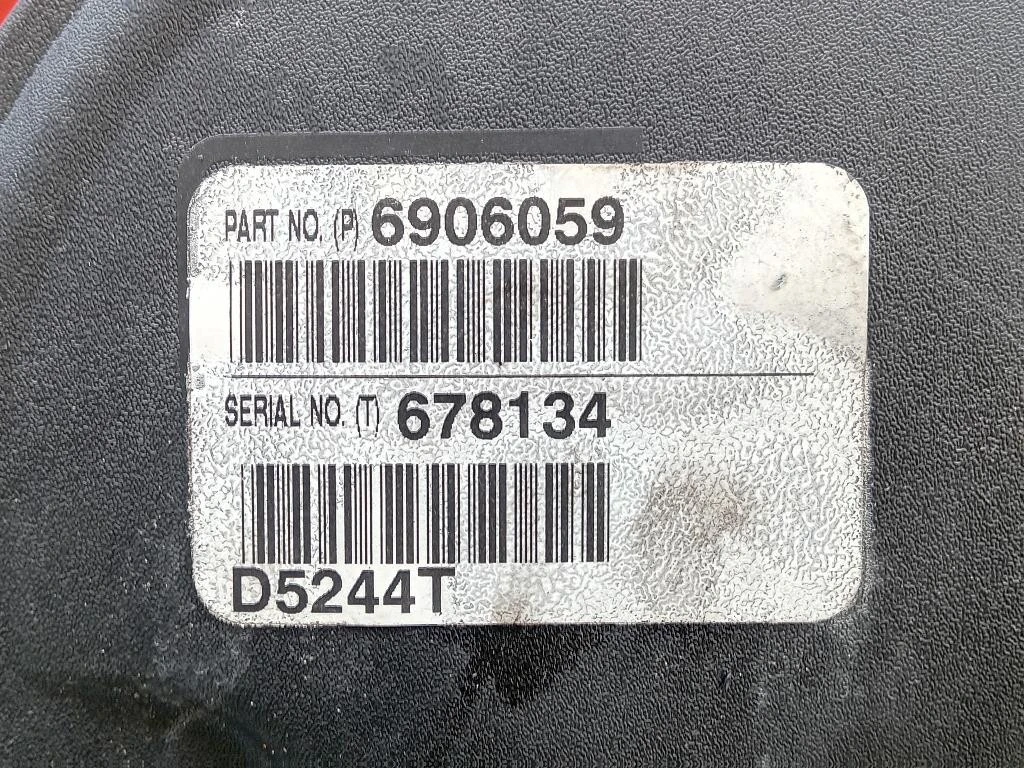 PART NO. (P) 6906059
SERIAL NO. (T) 678134
D5244T